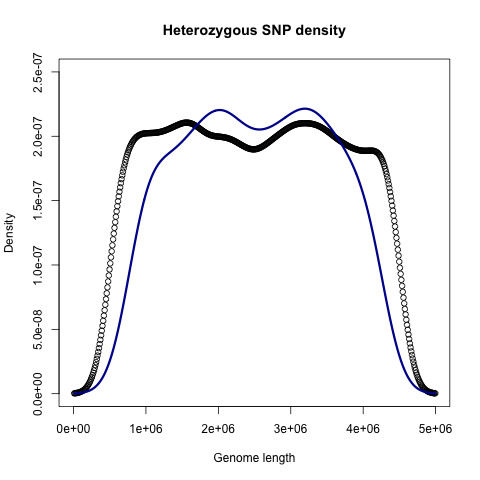 Heterozygous SNP density
Density
2.5e-07
2.0e-07
1.5e-07
1.0e-07
5.0e-08
0.0e+00
0e+00 1e+06 2e+06 3e+06 4e+06 5e+06
Genome length